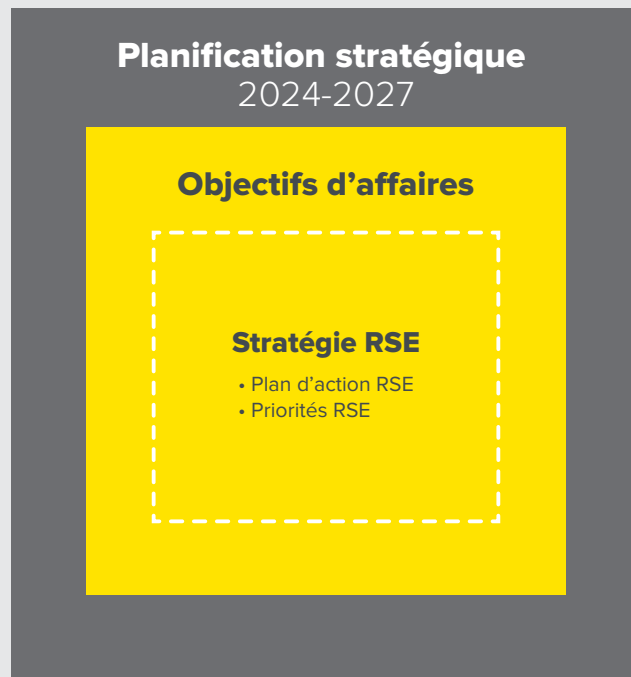 Planification stratégique
2024-2027
Objectifs d’affaires
Stratégie RSE
• Plan d’action RSE
• Priorités RSE